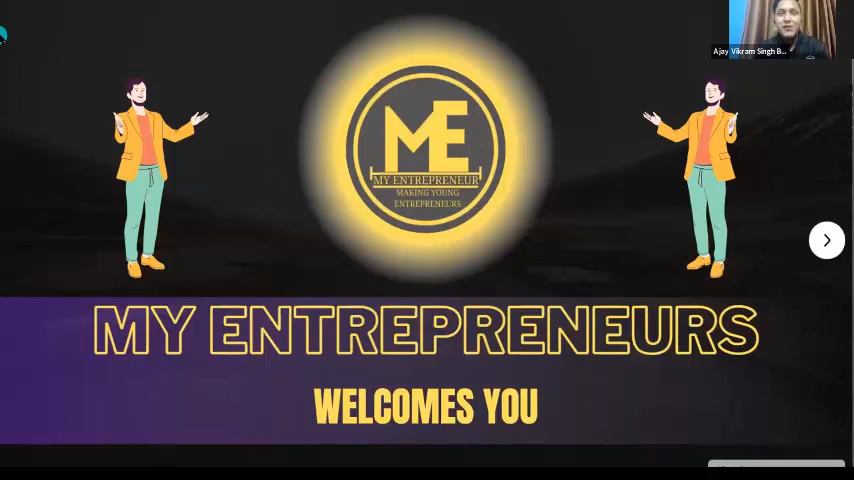 Ajay Vikram Singh B...
ME
MY ENTREPRENEUR
MAKING YOUNG
ENTREPRENEURS
MY ENTREPRENEURS
WELCOMES YOU